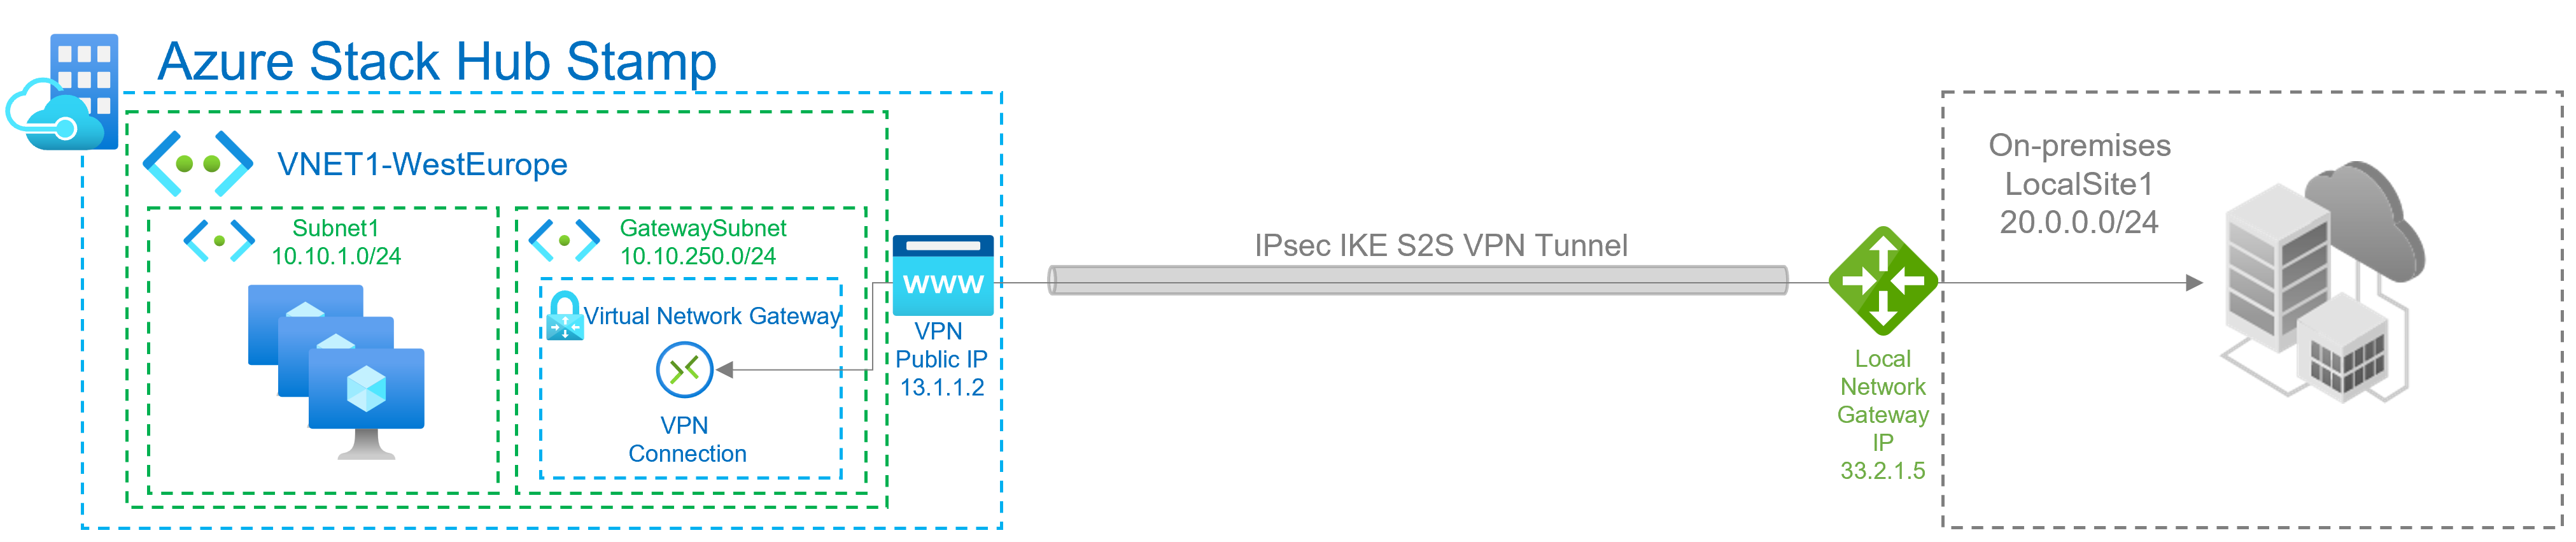 Azure Stack Hub Stamp
VNET1-WestEurope
Subnet1
10.10.1.0/24
GatewaySubnet
10.10.250.0/24
Virtual Network Gateway
VPN
Connection
www
VPN
Public IP
13.1.1.2
IPsec IKE S2S VPN Tunnel
Local
Network
Gateway
IP
33.2.1.5
On-premises
LocalSite1
20.0.0.0/24